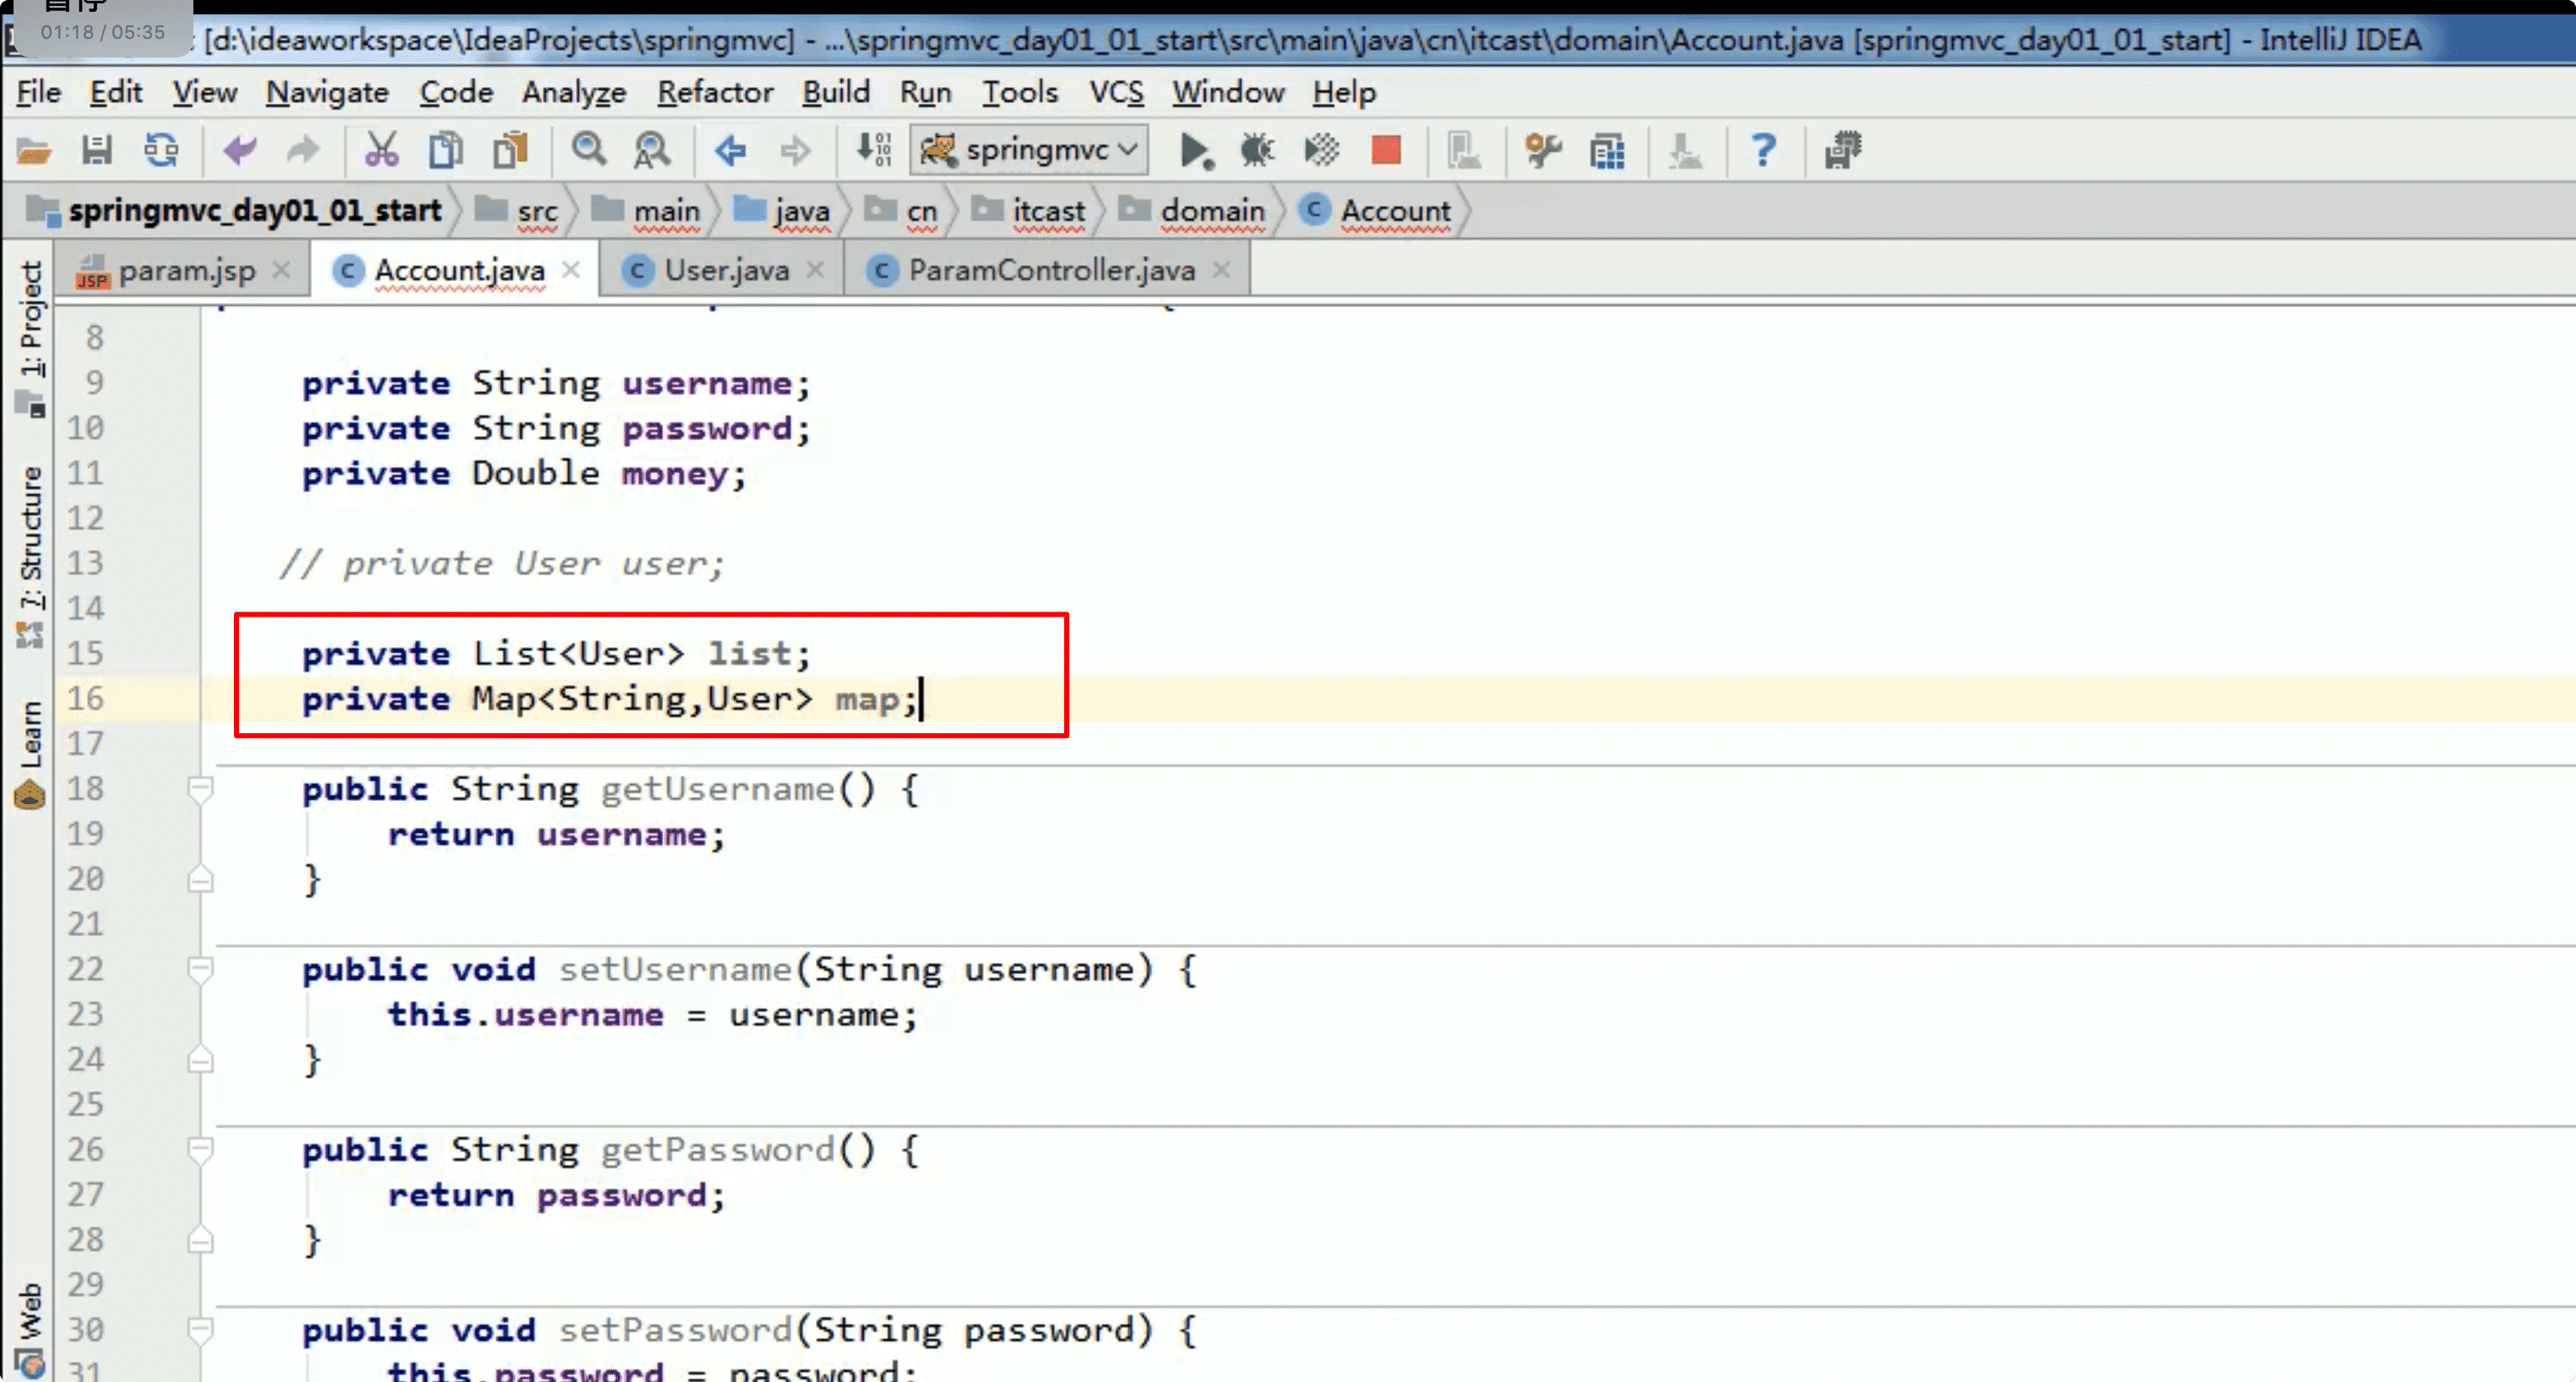 暂停
01:18 / 05:35
[d:\ideaworkspace\IdeaProjects\springmvc] - ...\springmvc_day01_01_start\src\main\java\cn\itcast\domain\Account.java [springmvc_day01_01_start] - IntelliJ IDEA
File Edit View Navigate Code Analyze Refactor Build Run Tools VCS Window Help
springmvc
springmvc_day01_01_start src main java cn itcast domain Account
param.jsp Account.java User.java ParamController.java
1: Project
7: Structure
Learn
Web
8
9 private String username;
10 private String password;
11 private Double money;
12
13 // private User user;
14
15 private List<User> list;
16 private Map<String,User> map;
17
18 public String getUsername() {
19 return username;
20 }
21
22 public void setUsername(String username) {
23 this.username = username;
24 }
25
26 public String getPassword() {
27 return password;
28 }
29
30 public void setPassword(String password) {
31 this.password = password;